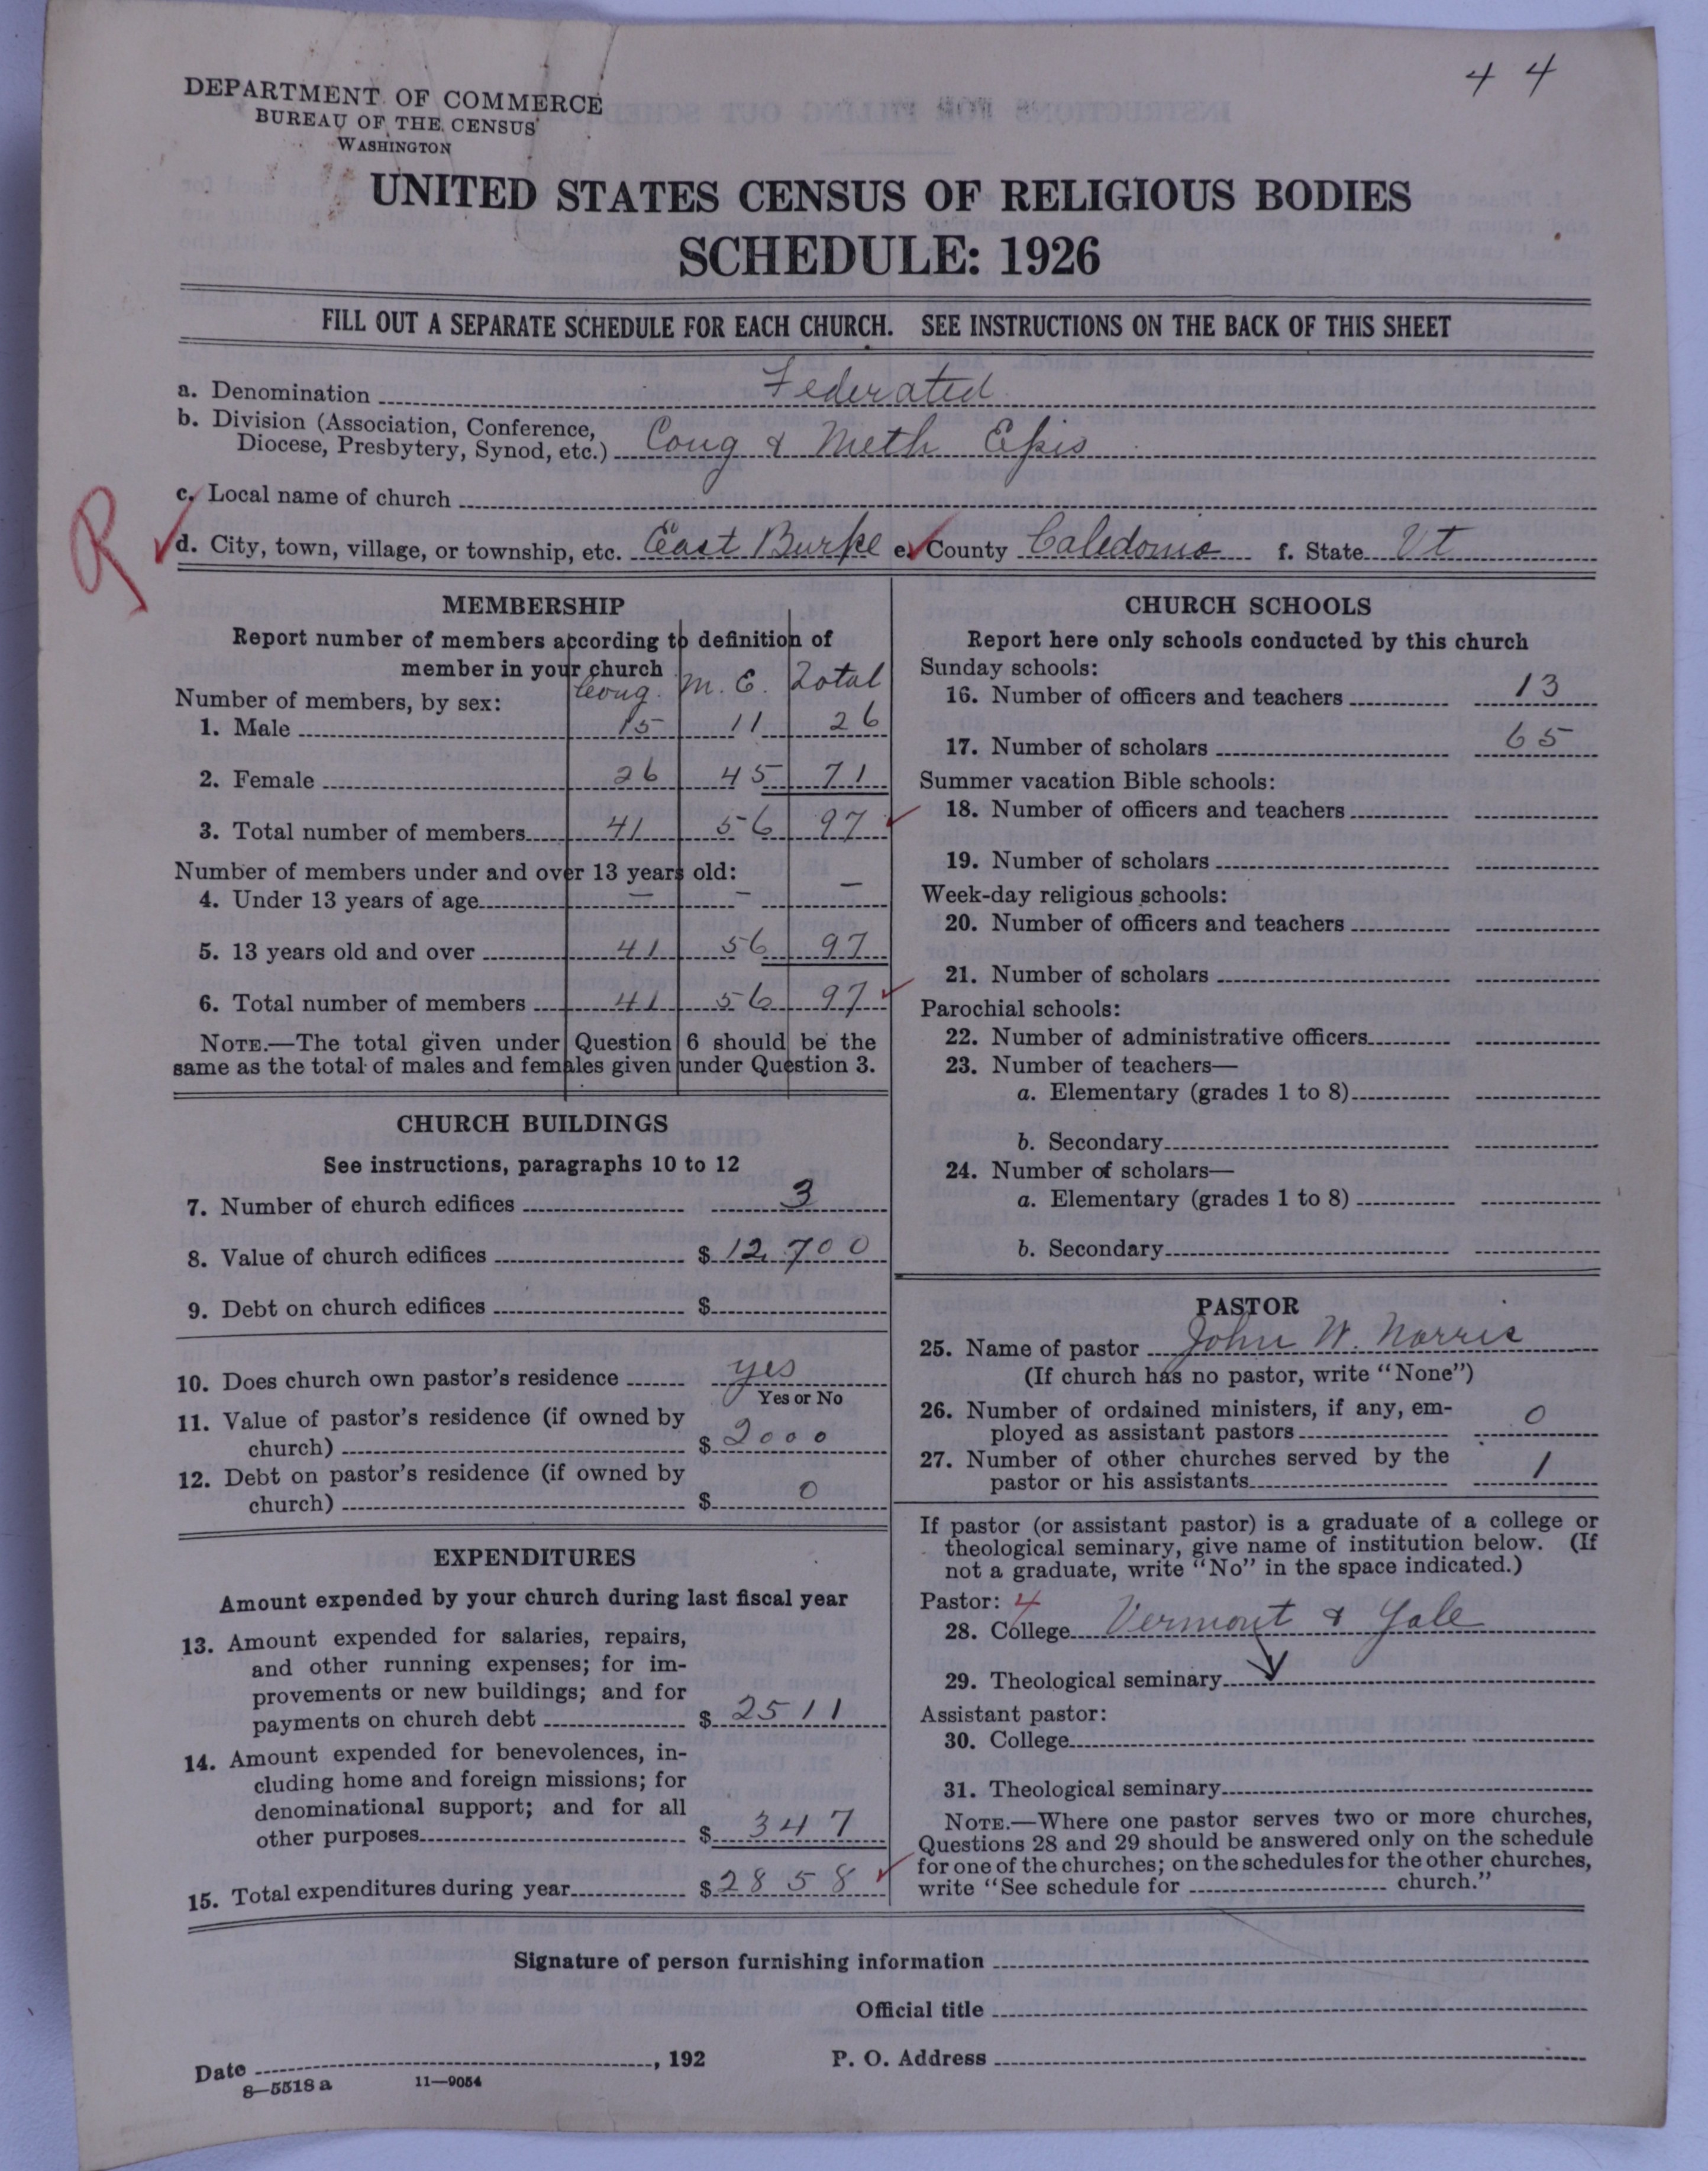 4 4
DEPARTMENT OF COMMERCE
BUREAU OF THE CENSUS
WASHINGTON
UNITED STATES CENSUS OF RELIGIOUS BODIES
SCHEDULE: 1926
FILL OUT A SEPARATE SCHEDULE FOR EACH CHURCH. SEE INSTRUCTIONS ON THE BACK OF THIS SHEET
a. Denomination Federated
b. Division (Association, Conference,
Diocese, Presbytery, Synod, etc.) Cong & Meth Epis
c. Local name of church
R
d. City, town, village, or township, etc. East Burke e. County Caledonia f. State Vt
MEMBERSHIP
Report number of members according to definition of
member in your church
Cong. M. E. Total
Number of members, by sex:
1. Male 15 11 26
2. Female 26 45 71
3. Total number of members 41 56 97 ✓
Number of members under and over 13 years old:
4. Under 13 years of age — — —
5. 13 years old and over 41 56 97
6. Total number of members 41 56 97 ✓
NOTE.—The total given under Question 6 should be the
same as the total of males and females given under Question 3.
CHURCH BUILDINGS
See instructions, paragraphs 10 to 12
7. Number of church edifices 3
8. Value of church edifices $ 12,700
9. Debt on church edifices $
10. Does church own pastor's residence yes
Yes or No
11. Value of pastor's residence (if owned by
church) $ 2000
12. Debt on pastor's residence (if owned by
church) $ 0
EXPENDITURES
Amount expended by your church during last fiscal year
13. Amount expended for salaries, repairs,
and other running expenses; for im-
provements or new buildings; and for
payments on church debt $ 2511
14. Amount expended for benevolences, in-
cluding home and foreign missions; for
denominational support; and for all
other purposes $ 347
15. Total expenditures during year $ 2858 ✓
CHURCH SCHOOLS
Report here only schools conducted by this church
Sunday schools:
16. Number of officers and teachers 13
17. Number of scholars 65
Summer vacation Bible schools:
18. Number of officers and teachers
19. Number of scholars
Week-day religious schools:
20. Number of officers and teachers
21. Number of scholars
Parochial schools:
22. Number of administrative officers
23. Number of teachers—
a. Elementary (grades 1 to 8)
b. Secondary
24. Number of scholars—
a. Elementary (grades 1 to 8)
b. Secondary
PASTOR
25. Name of pastor John W. Norris
(If church has no pastor, write "None")
26. Number of ordained ministers, if any, em-
ployed as assistant pastors 0
27. Number of other churches served by the
pastor or his assistants 1
If pastor (or assistant pastor) is a graduate of a college or
theological seminary, give name of institution below. (If
not a graduate, write "No" in the space indicated.)
Pastor: 4
28. College Vermont & Yale
29. Theological seminary
Assistant pastor:
30. College
31. Theological seminary
NOTE.—Where one pastor serves two or more churches,
Questions 28 and 29 should be answered only on the schedule
for one of the churches; on the schedules for the other churches,
write "See schedule for church."
Signature of person furnishing information
Official title
Date , 192 P. O. Address
8—5518 a 11—9054